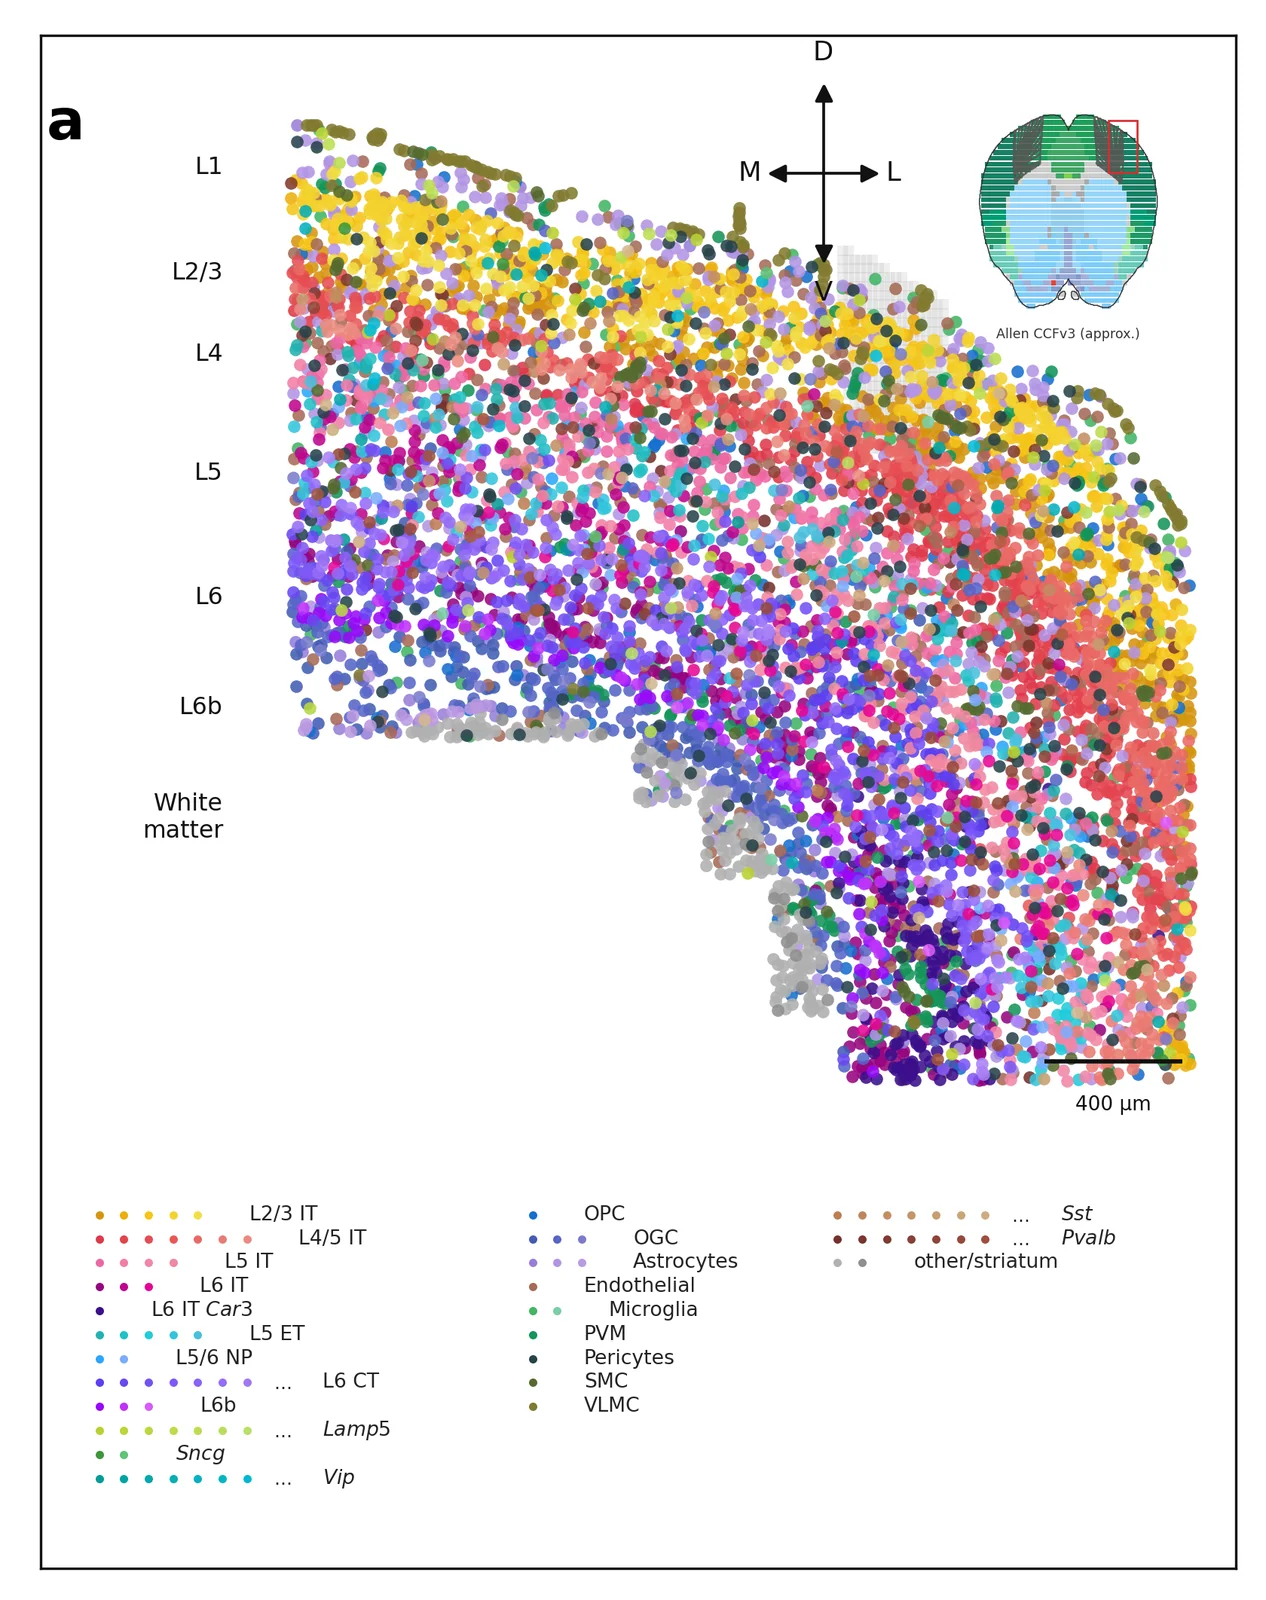 a
D
M
L
V
Allen CCFv3 (approx.)
L1
L2/3
L4
L5
L6
L6b
White
matter
400 µm
L2/3 IT
L4/5 IT
L5 IT
L6 IT
L6 IT Car3
L5 ET
L5/6 NP
... L6 CT
L6b
... Lamp5
Sncg
... Vip
OPC
OGC
Astrocytes
Endothelial
Microglia
PVM
Pericytes
SMC
VLMC
... Sst
... Pvalb
other/striatum